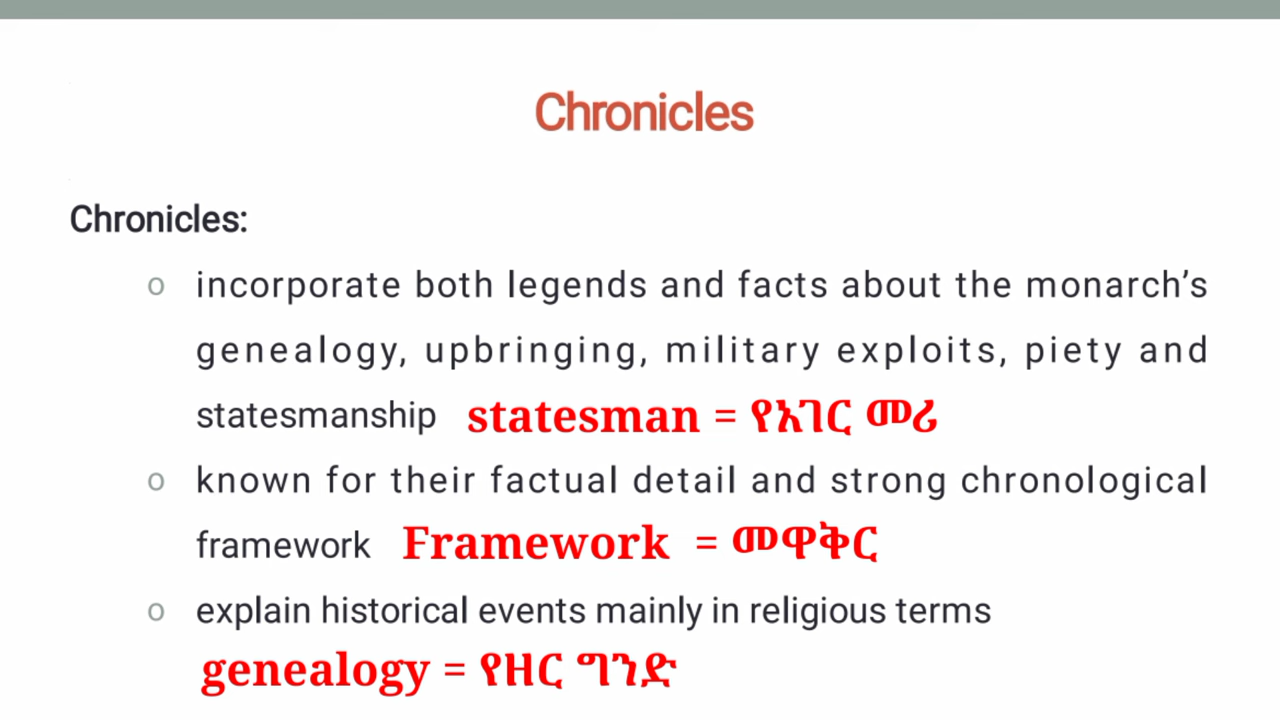 Chronicles
Chronicles:
o incorporate both legends and facts about the monarch’s
genealogy, upbringing, military exploits, piety and
statesmanship statesman = የአገር መሪ
o known for their factual detail and strong chronological
framework Framework = መዋቅር
o explain historical events mainly in religious terms
genealogy = የዘር ግንድ